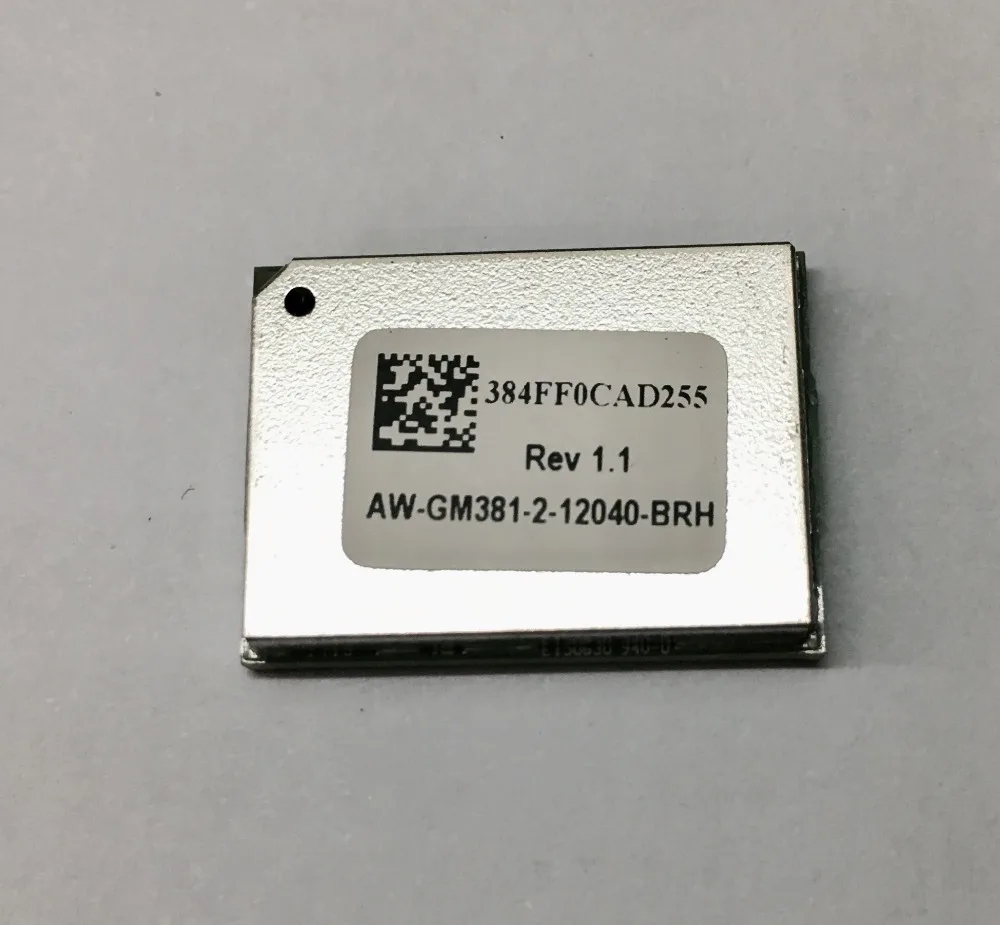 384FF0CAD255
Rev 1.1
AW-GM381-2-12040-BRH